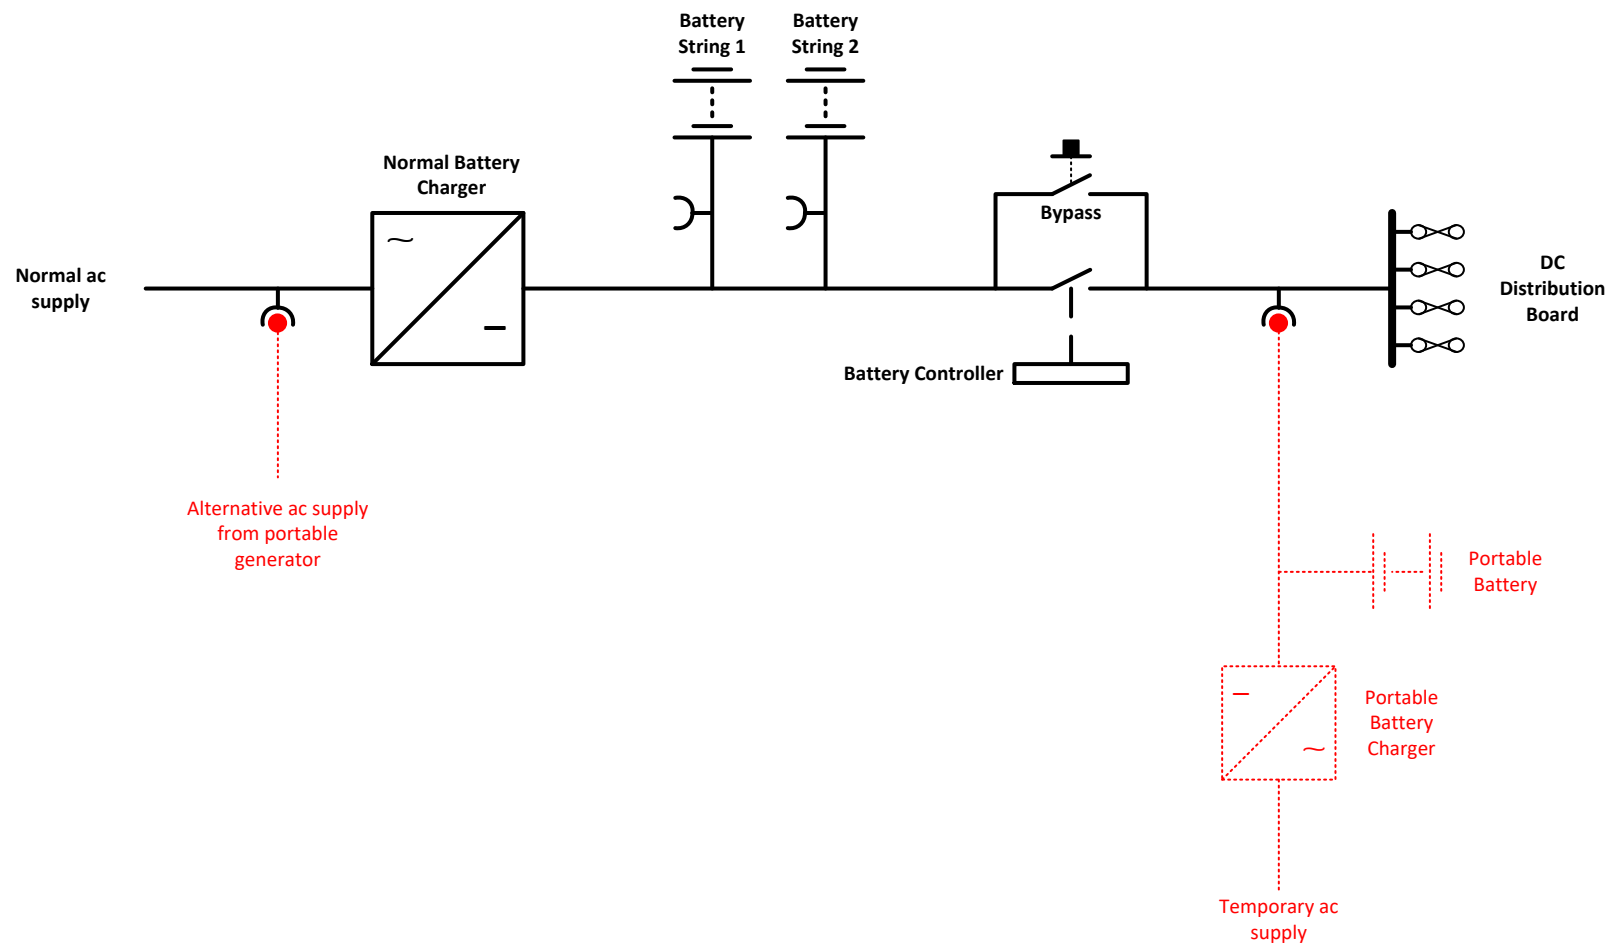 Battery
String 1
Battery
String 2
Normal Battery
Charger
Bypass
Normal ac
supply
DC
Distribution
Board
Battery Controller
Alternative ac supply
from portable
generator
Portable
Battery
Portable
Battery
Charger
Temporary ac
supply